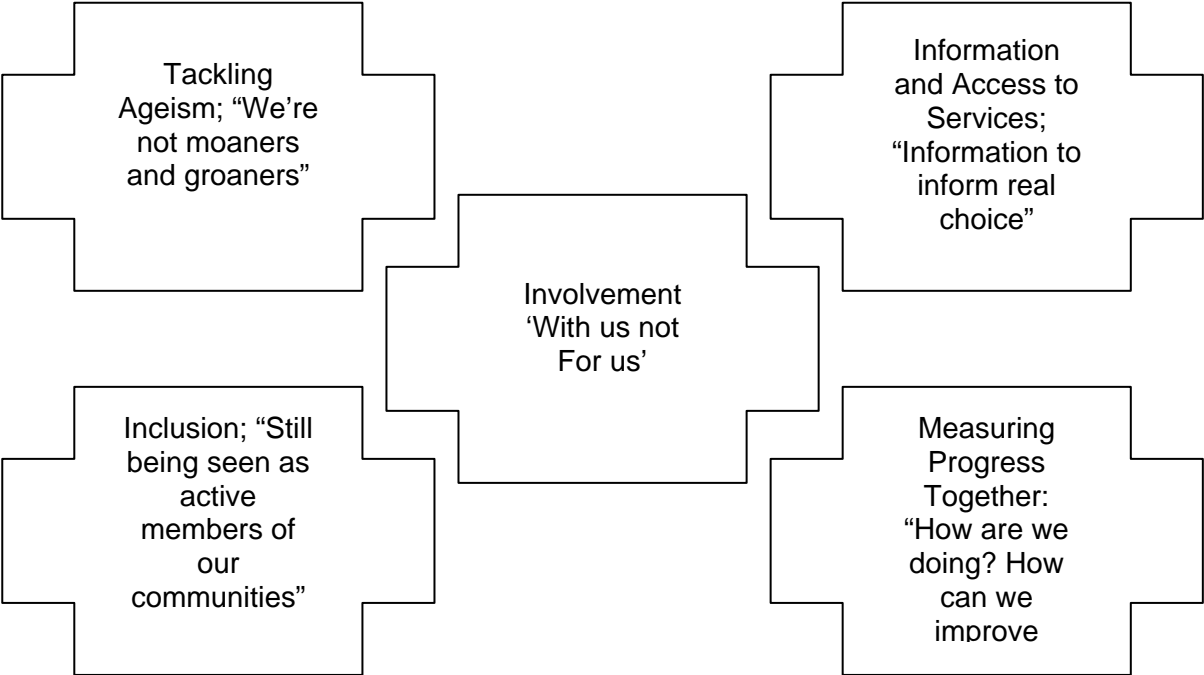 Tackling
Ageism; “We’re
not moaners
and groaners”
Information
and Access to
Services;
“Information to
inform real
choice”
Involvement
‘With us not
For us’
Inclusion; “Still
being seen as
active
members of
our
communities”
Measuring
Progress
Together:
“How are we
doing? How
can we
improve